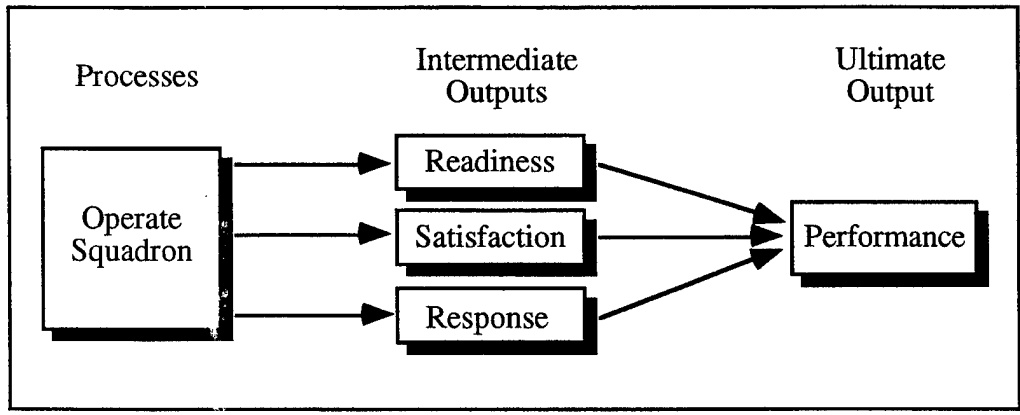 Processes
Intermediate
Outputs
Ultimate
Output
Operate
Squadron
Readiness
Satisfaction
Response
Performance